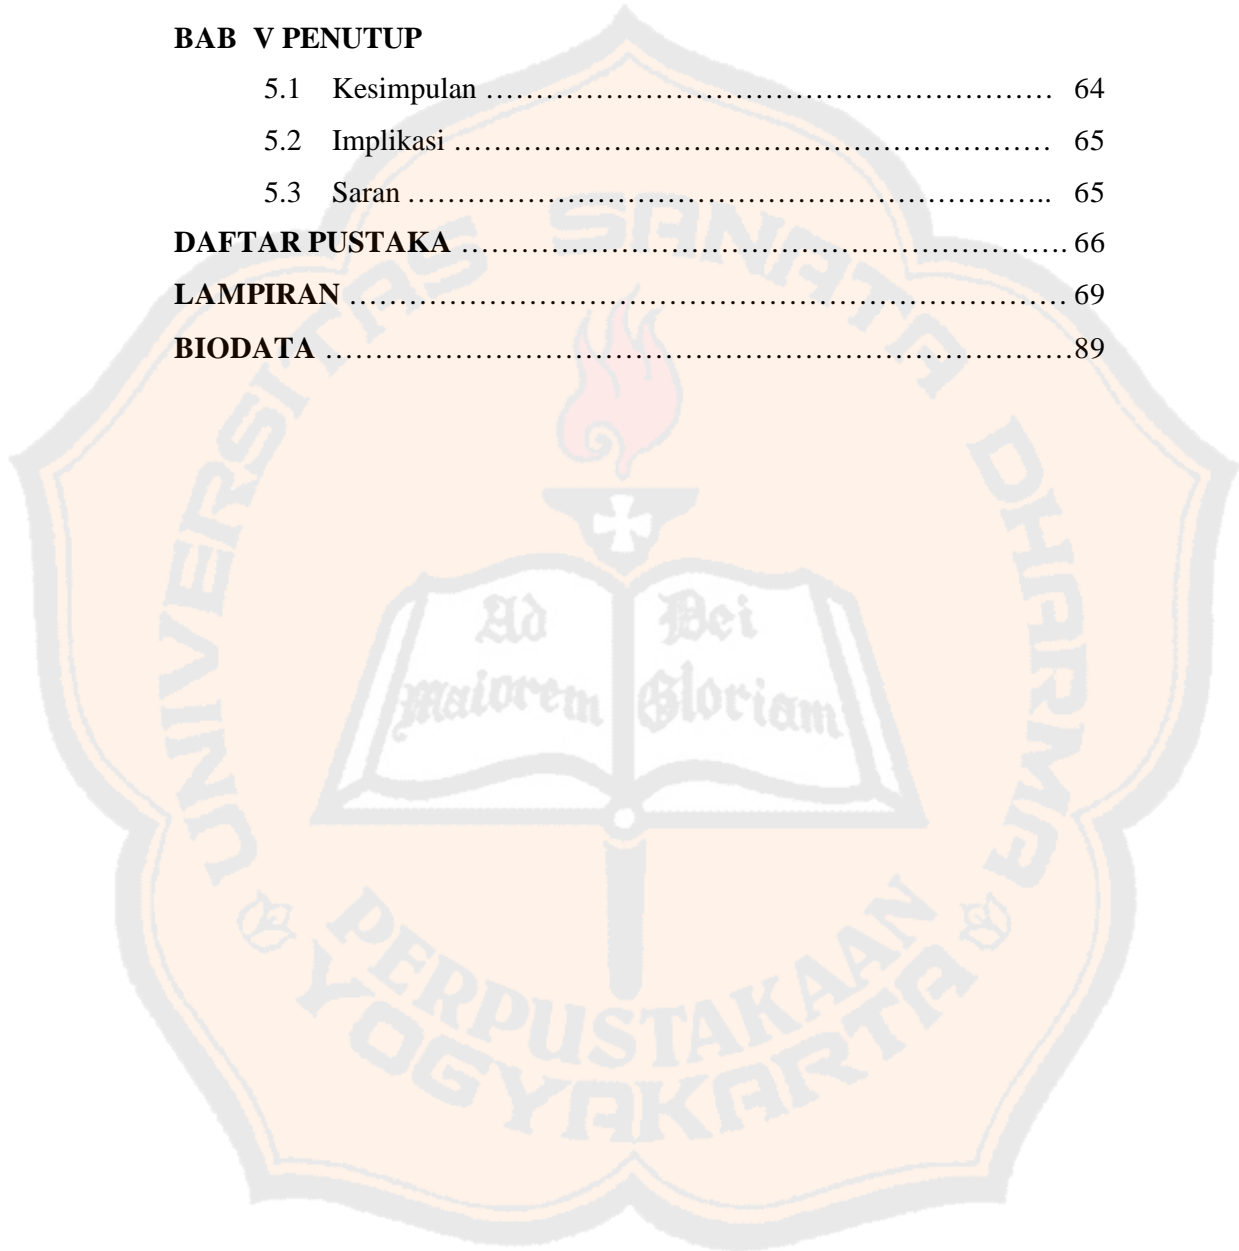 BAB V PENUTUP
5.1 Kesimpulan ………………………………………………… 64
5.2 Implikasi …………………………………………………… 65
5.3 Saran ……………………………………………………….. 65
DAFTAR PUSTAKA …………………………………………………… 66
LAMPIRAN ……………………………………………………………… 69
BIODATA …………………………………………………………………89
UNIVERSITAS SANATA DHARMA
Ad Dei
maiorem Gloriam
PERPUSTAKAAN
YOGYAKARTA